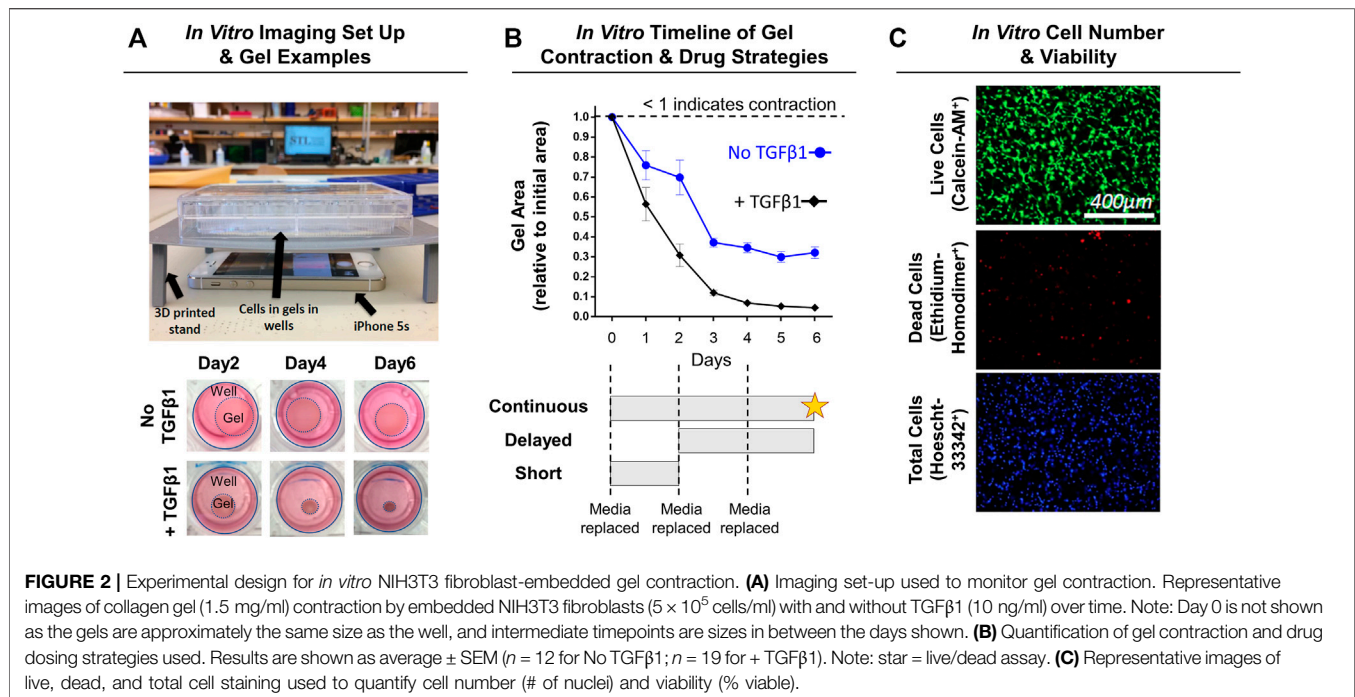 A
In Vitro Imaging Set Up
& Gel Examples
STL
3D printed
stand
Cells in gels in
wells
iPhone 5s
Day2 Day4 Day6
No
TGFβ1
Well
Gel
+ TGFβ1
Well
Gel
B
In Vitro Timeline of Gel
Contraction & Drug Strategies
< 1 indicates contraction
Gel Area
(relative to initial area)
1.0
0.9
0.8
0.7
0.6
0.5
0.4
0.3
0.2
0.1
0.0
No TGFβ1
+ TGFβ1
0 1 2 3 4 5 6
Days
Continuous
Delayed
Short
Media
replaced
Media
replaced
Media
replaced
C
In Vitro Cell Number
& Viability
Live Cells
(Calcein-AM⁺)
400µm
Dead Cells
(Ethidium-
Homodimer⁺)
Total Cells
(Hoescht-
33342⁺)
FIGURE 2 | Experimental design for in vitro NIH3T3 fibroblast-embedded gel contraction. (A) Imaging set-up used to monitor gel contraction. Representative
images of collagen gel (1.5 mg/ml) contraction by embedded NIH3T3 fibroblasts (5 × 10⁵ cells/ml) with and without TGFβ1 (10 ng/ml) over time. Note: Day 0 is not shown
as the gels are approximately the same size as the well, and intermediate timepoints are sizes in between the days shown. (B) Quantification of gel contraction and drug
dosing strategies used. Results are shown as average ± SEM (n = 12 for No TGFβ1; n = 19 for + TGFβ1). Note: star = live/dead assay. (C) Representative images of
live, dead, and total cell staining used to quantify cell number (# of nuclei) and viability (% viable).